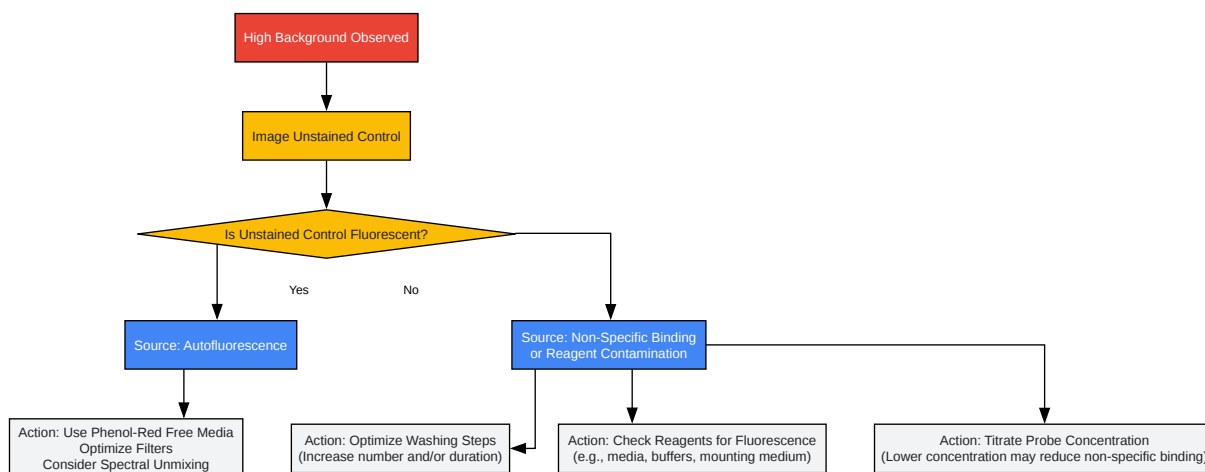 High Background Observed
Image Unstained Control
Is Unstained Control Fluorescent?
Yes
No
Source: Autofluorescence
Source: Non-Specific Binding
or Reagent Contamination
Action: Use Phenol-Red Free Media
Optimize Filters
Consider Spectral Unmixing
Action: Optimize Washing Steps
(Increase number and/or duration)
Action: Check Reagents for Fluorescence
(e.g., media, buffers, mounting medium)
Action: Titrate Probe Concentration
(Lower concentration may reduce non-specific binding)